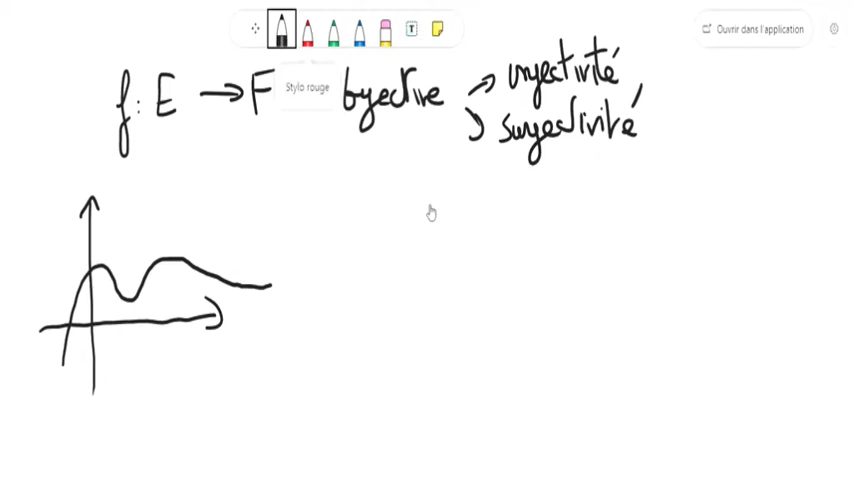 T
Ouvrir dans l'application
Stylo rouge
f: E → F bijective → injectivité
→ surjectivité